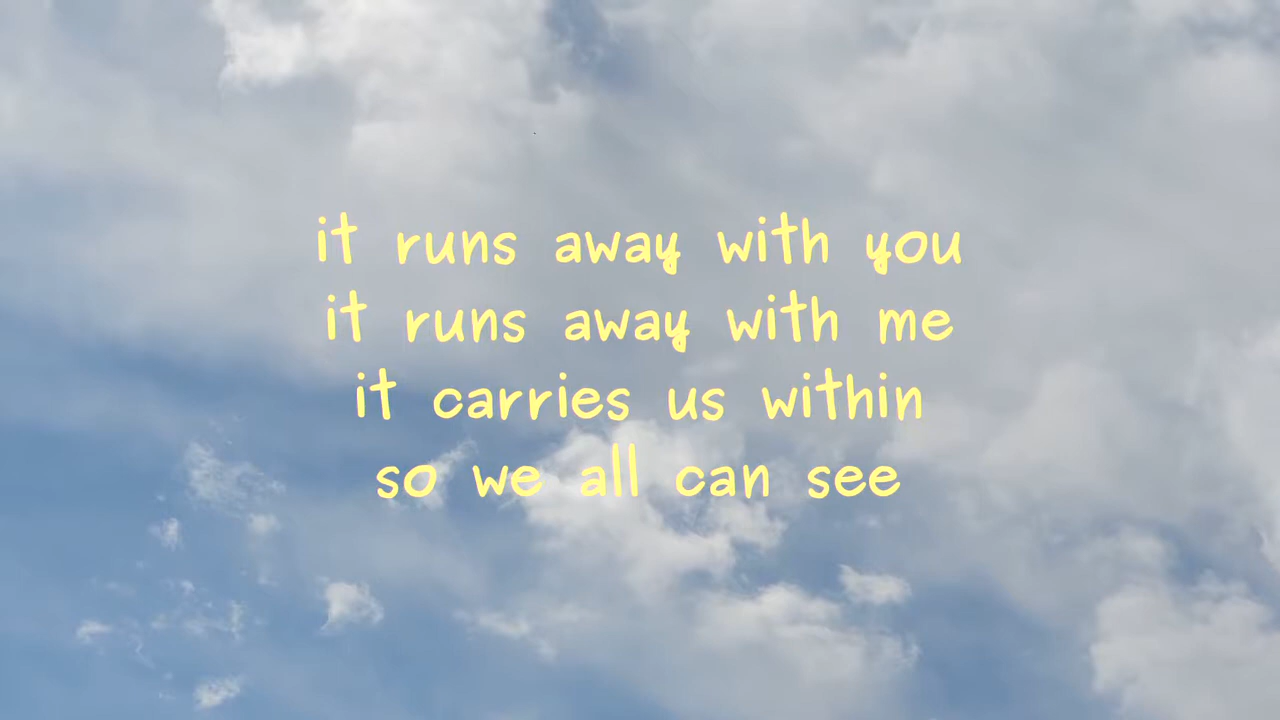 it runs away with you
it runs away with me
it carries us within
so we all can see